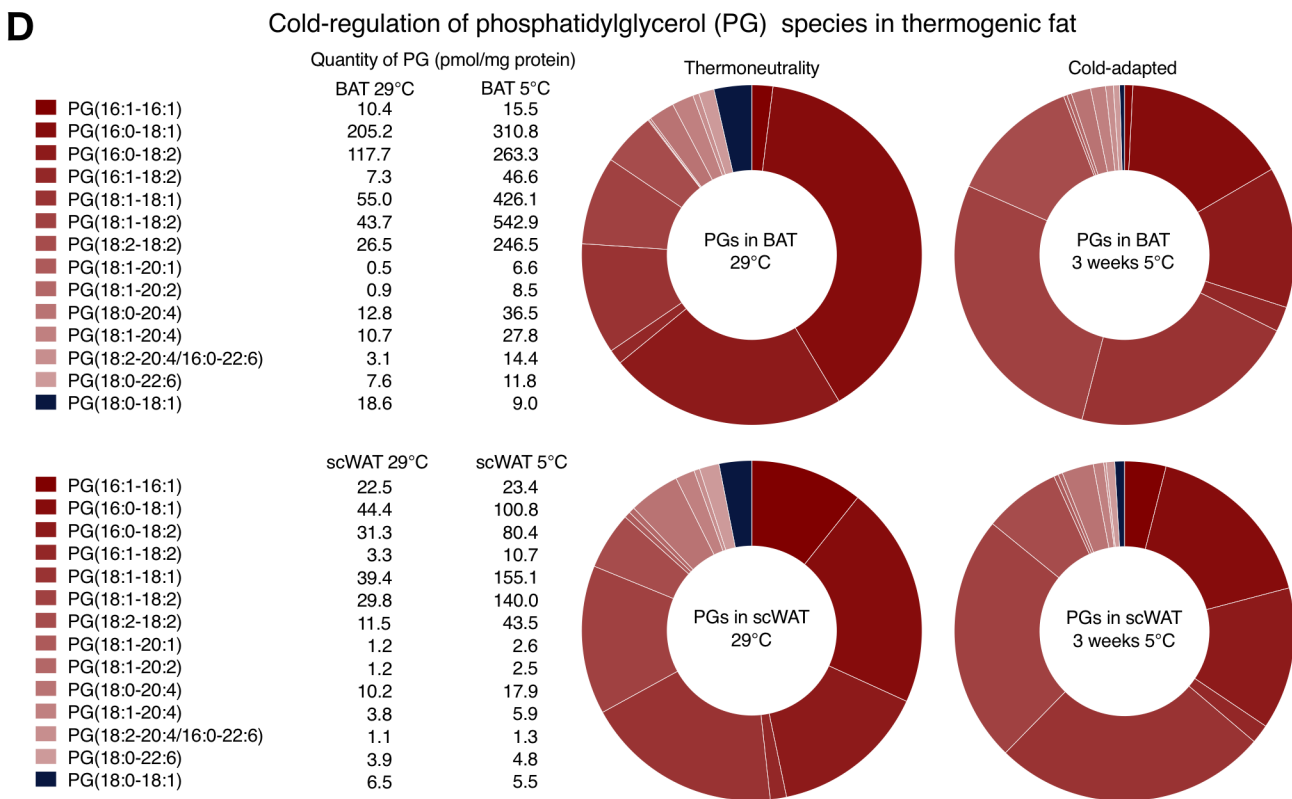 D
Cold-regulation of phosphatidylglycerol (PG) species in thermogenic fat
Quantity of PG (pmol/mg protein)
BAT 29°C BAT 5°C
PG(16:1-16:1) 10.4 15.5
PG(16:0-18:1) 205.2 310.8
PG(16:0-18:2) 117.7 263.3
PG(16:1-18:2) 7.3 46.6
PG(18:1-18:1) 55.0 426.1
PG(18:1-18:2) 43.7 542.9
PG(18:2-18:2) 26.5 246.5
PG(18:1-20:1) 0.5 6.6
PG(18:1-20:2) 0.9 8.5
PG(18:0-20:4) 12.8 36.5
PG(18:1-20:4) 10.7 27.8
PG(18:2-20:4/16:0-22:6) 3.1 14.4
PG(18:0-22:6) 7.6 11.8
PG(18:0-18:1) 18.6 9.0
Thermoneutrality
PGs in BAT
29°C
Cold-adapted
PGs in BAT
3 weeks 5°C
scWAT 29°C scWAT 5°C
PG(16:1-16:1) 22.5 23.4
PG(16:0-18:1) 44.4 100.8
PG(16:0-18:2) 31.3 80.4
PG(16:1-18:2) 3.3 10.7
PG(18:1-18:1) 39.4 155.1
PG(18:1-18:2) 29.8 140.0
PG(18:2-18:2) 11.5 43.5
PG(18:1-20:1) 1.2 2.6
PG(18:1-20:2) 1.2 2.5
PG(18:0-20:4) 10.2 17.9
PG(18:1-20:4) 3.8 5.9
PG(18:2-20:4/16:0-22:6) 1.1 1.3
PG(18:0-22:6) 3.9 4.8
PG(18:0-18:1) 6.5 5.5
PGs in scWAT
29°C
PGs in scWAT
3 weeks 5°C